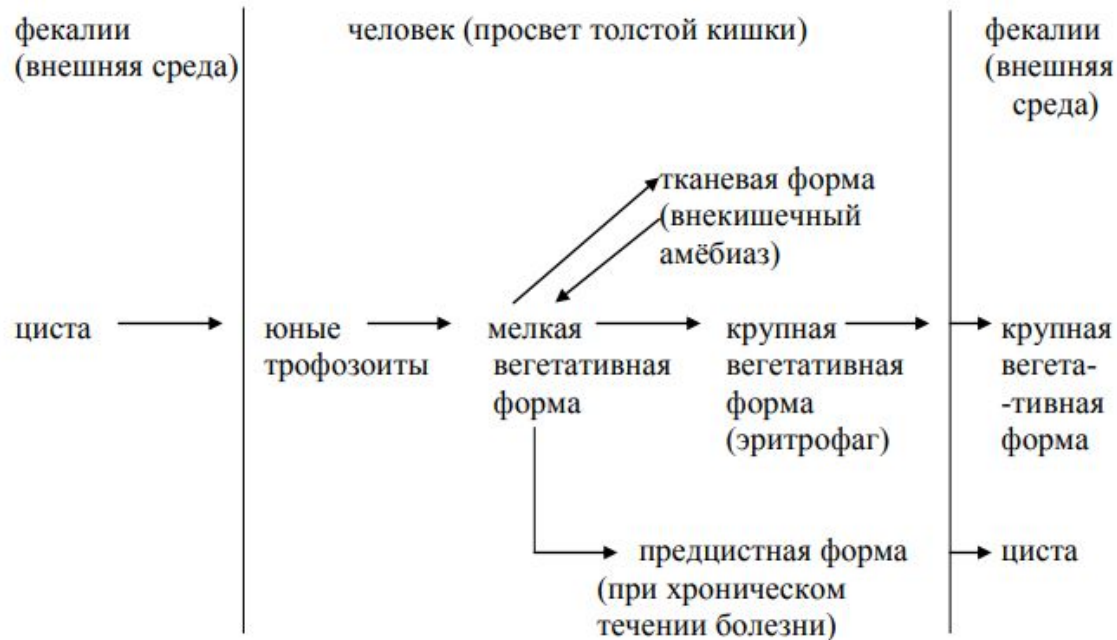 фекалии
(внешняя среда)
человек (просвет толстой кишки)
фекалии
(внешняя
среда)
тканевая форма
(внекишечный
амёбиаз)
циста
юные
трофозоиты
мелкая
вегетативная
форма
крупная
вегетативная
форма
(эритрофаг)
крупная
вегета-
-тивная
форма
предцистная форма
(при хроническом
течении болезни)
циста